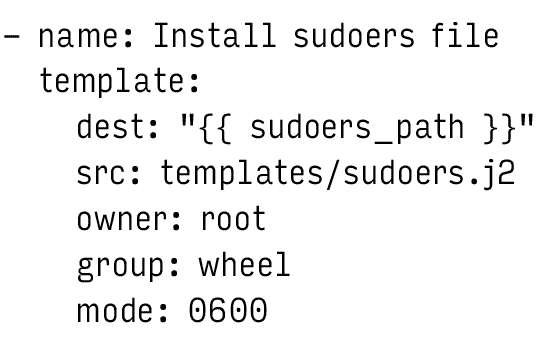 - name: Install sudoers file
  template:
    dest: "{{ sudoers_path }}"
    src: templates/sudoers.j2
    owner: root
    group: wheel
    mode: 0600